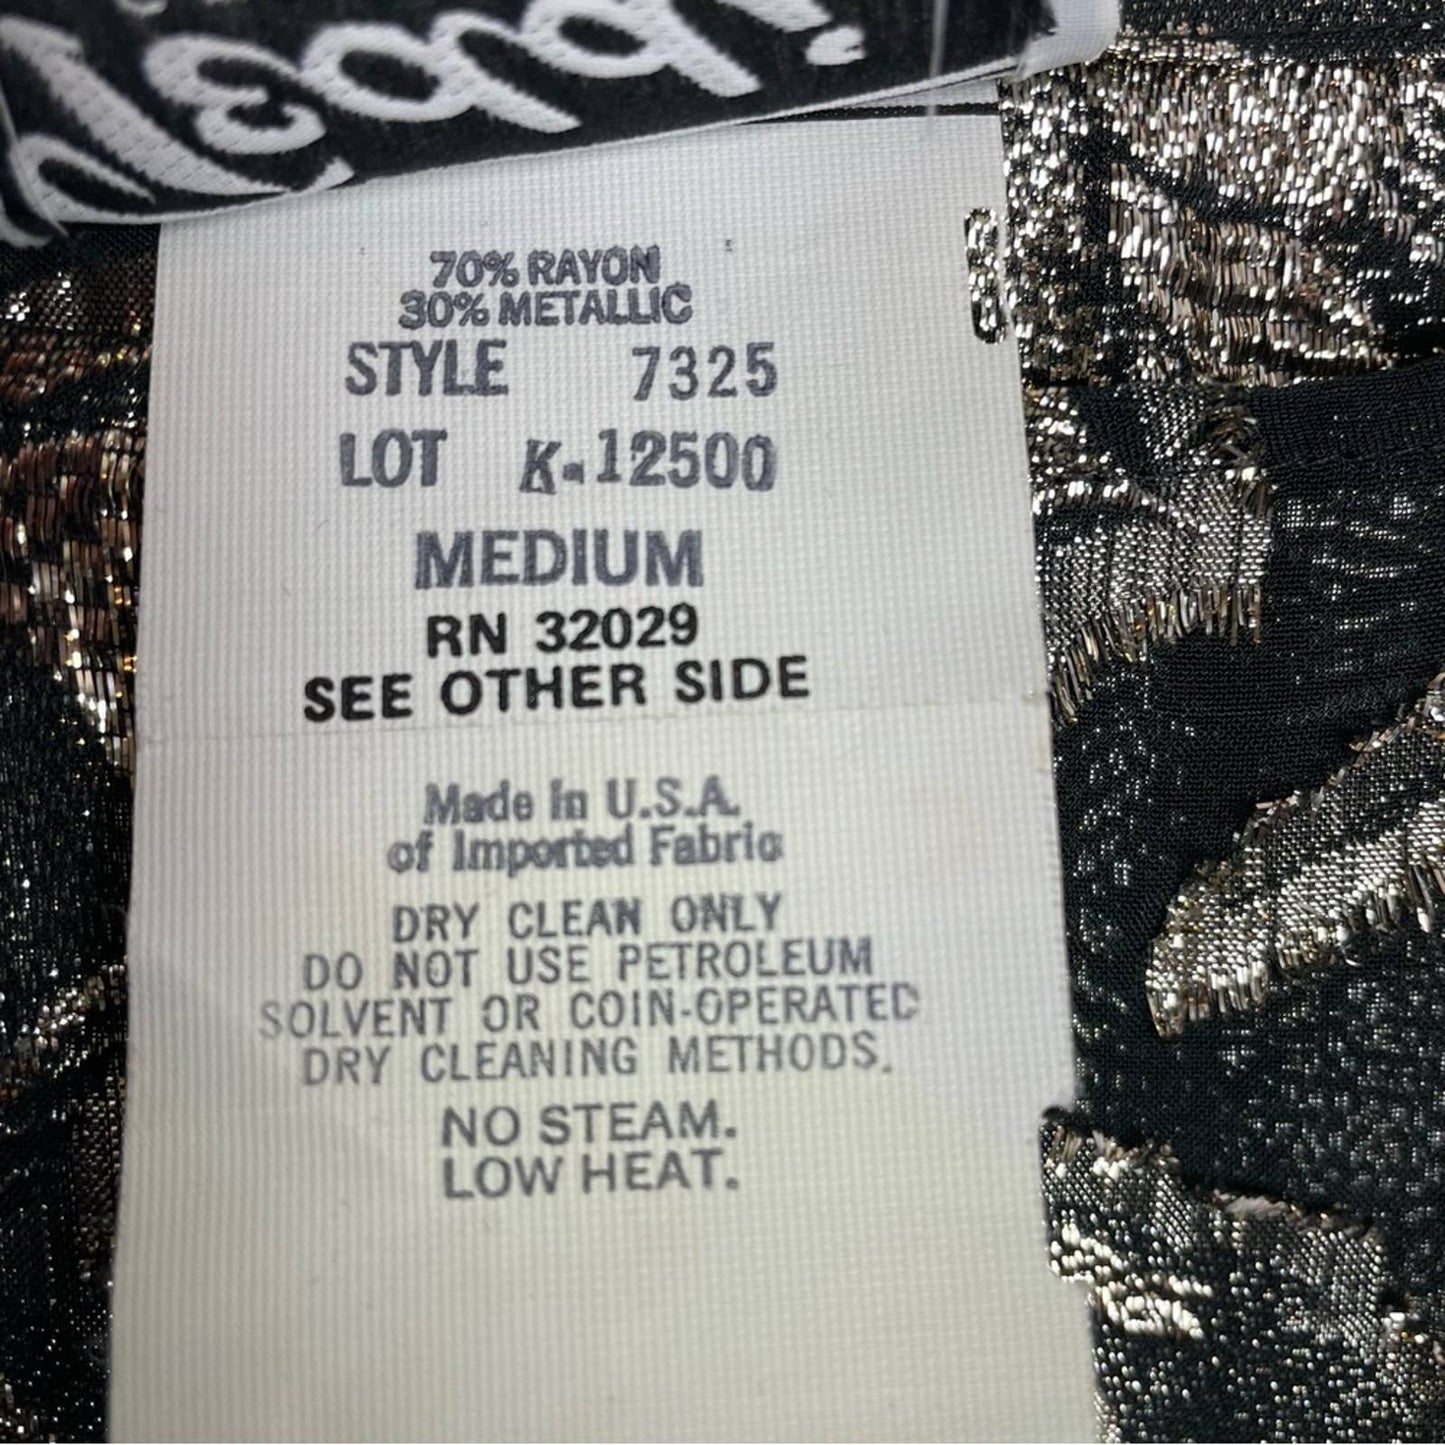 70% RAYON
30% METALLIC
STYLE 7325
LOT K-12500
MEDIUM
RN 32029
SEE OTHER SIDE
Made in U.S.A.
of Imported Fabric
DRY CLEAN ONLY
DO NOT USE PETROLEUM
SOLVENT OR COIN-OPERATED
DRY CLEANING METHODS.
NO STEAM.
LOW HEAT.